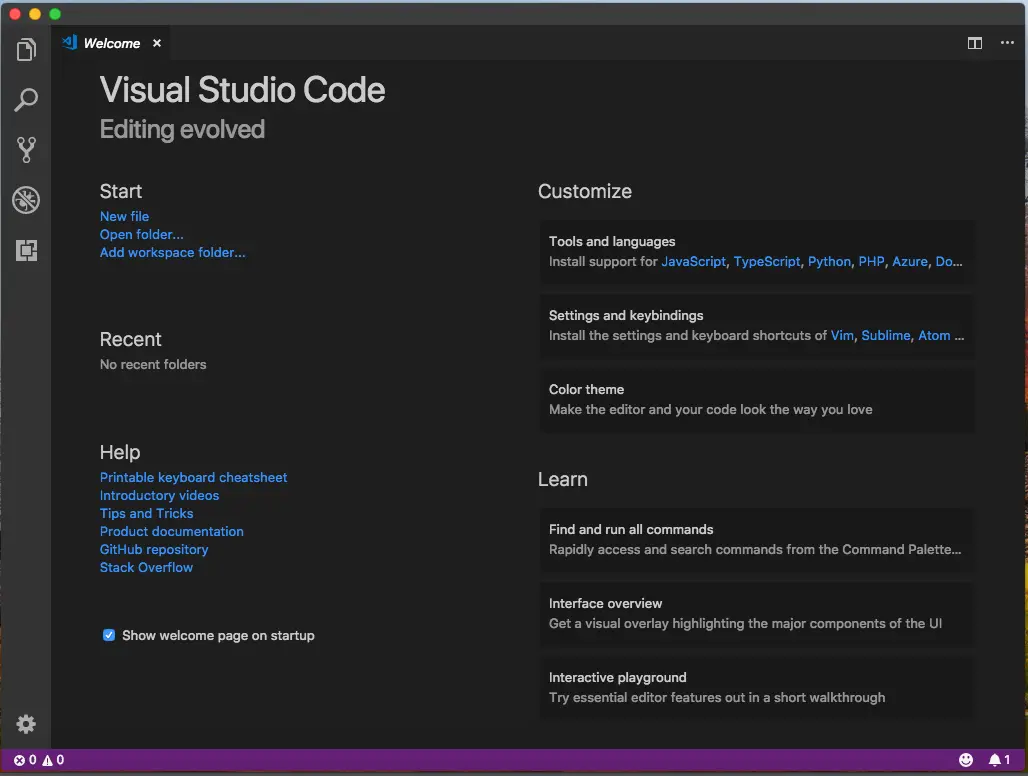 Welcome
Visual Studio Code
Editing evolved
Start
New file
Open folder...
Add workspace folder...
Recent
No recent folders
Help
Printable keyboard cheatsheet
Introductory videos
Tips and Tricks
Product documentation
GitHub repository
Stack Overflow
Show welcome page on startup
Customize
Tools and languages
Install support for JavaScript, TypeScript, Python, PHP, Azure, Do...
Settings and keybindings
Install the settings and keyboard shortcuts of Vim, Sublime, Atom ...
Color theme
Make the editor and your code look the way you love
Learn
Find and run all commands
Rapidly access and search commands from the Command Palette...
Interface overview
Get a visual overlay highlighting the major components of the UI
Interactive playground
Try essential editor features out in a short walkthrough
0 0 1